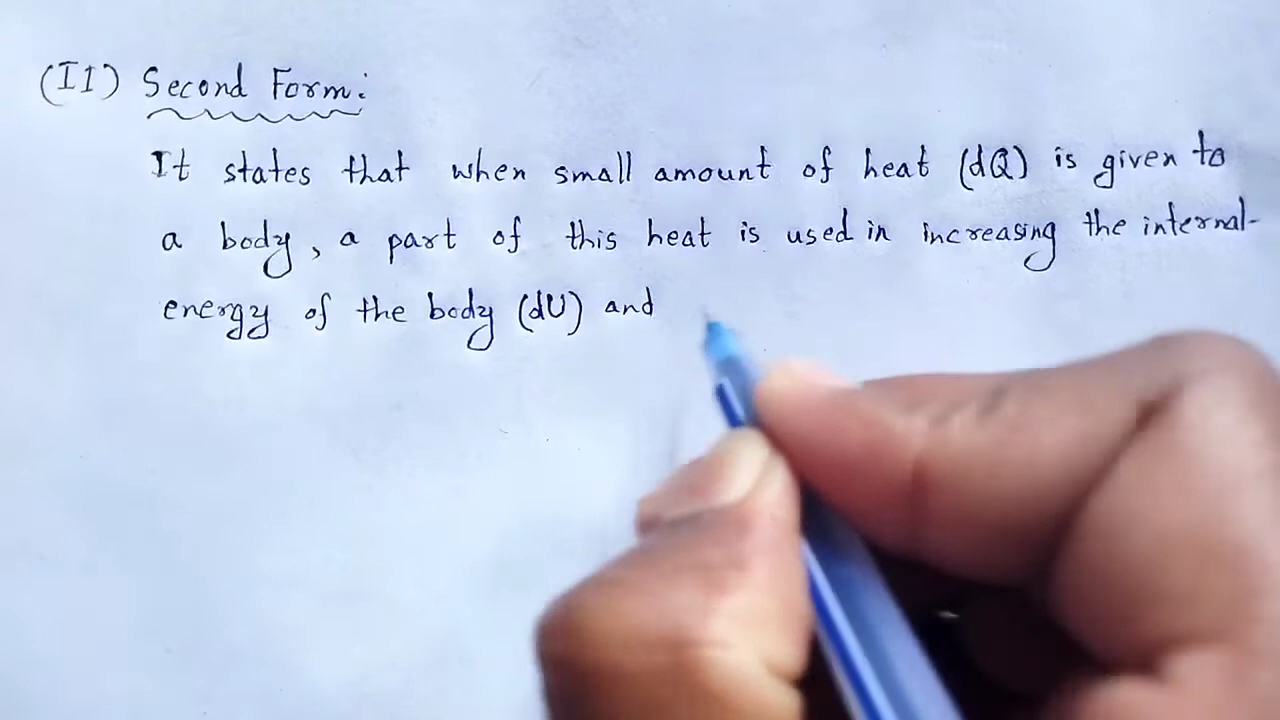 (II) Second Form:
It states that when small amount of heat (dQ) is given to
a body, a part of this heat is used in increasing the internal-
energy of the body (dU) and